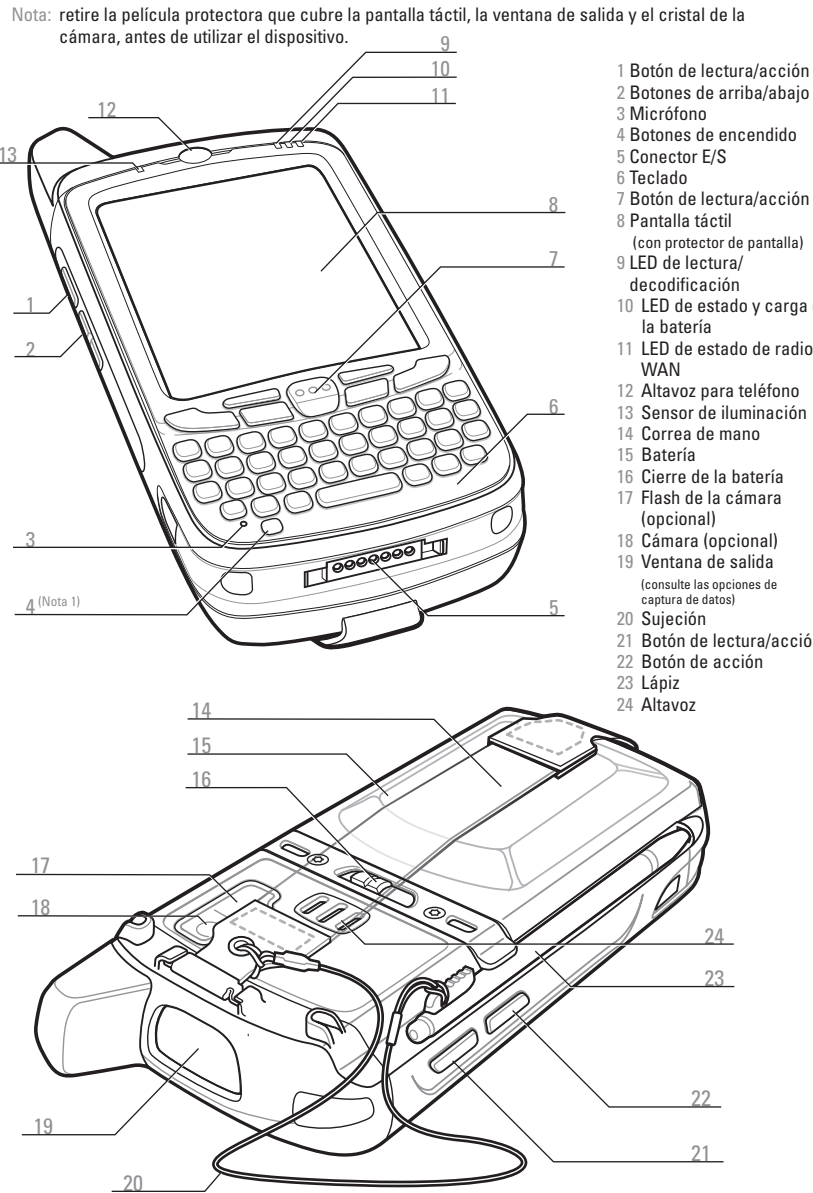 Nota: retire la película protectora que cubre la pantalla táctil, la ventana de salida y el cristal de la
cámara, antes de utilizar el dispositivo.
9
10
11
12
13
8
7
1
2
6
3
4 (Nota 1)
5
1 Botón de lectura/acción
2 Botones de arriba/abajo
3 Micrófono
4 Botones de encendido
5 Conector E/S
6 Teclado
7 Botón de lectura/acción
8 Pantalla táctil
(con protector de pantalla)
9 LED de lectura/
decodificación
10 LED de estado y carga
la batería
11 LED de estado de radio
WAN
12 Altavoz para teléfono
13 Sensor de iluminación
14 Correa de mano
15 Batería
16 Cierre de la batería
17 Flash de la cámara
(opcional)
18 Cámara (opcional)
19 Ventana de salida
(consulte las opciones de
captura de datos)
20 Sujeción
21 Botón de lectura/acció
22 Botón de acción
23 Lápiz
24 Altavoz
14
15
16
17
18
24
23
22
19
21
20